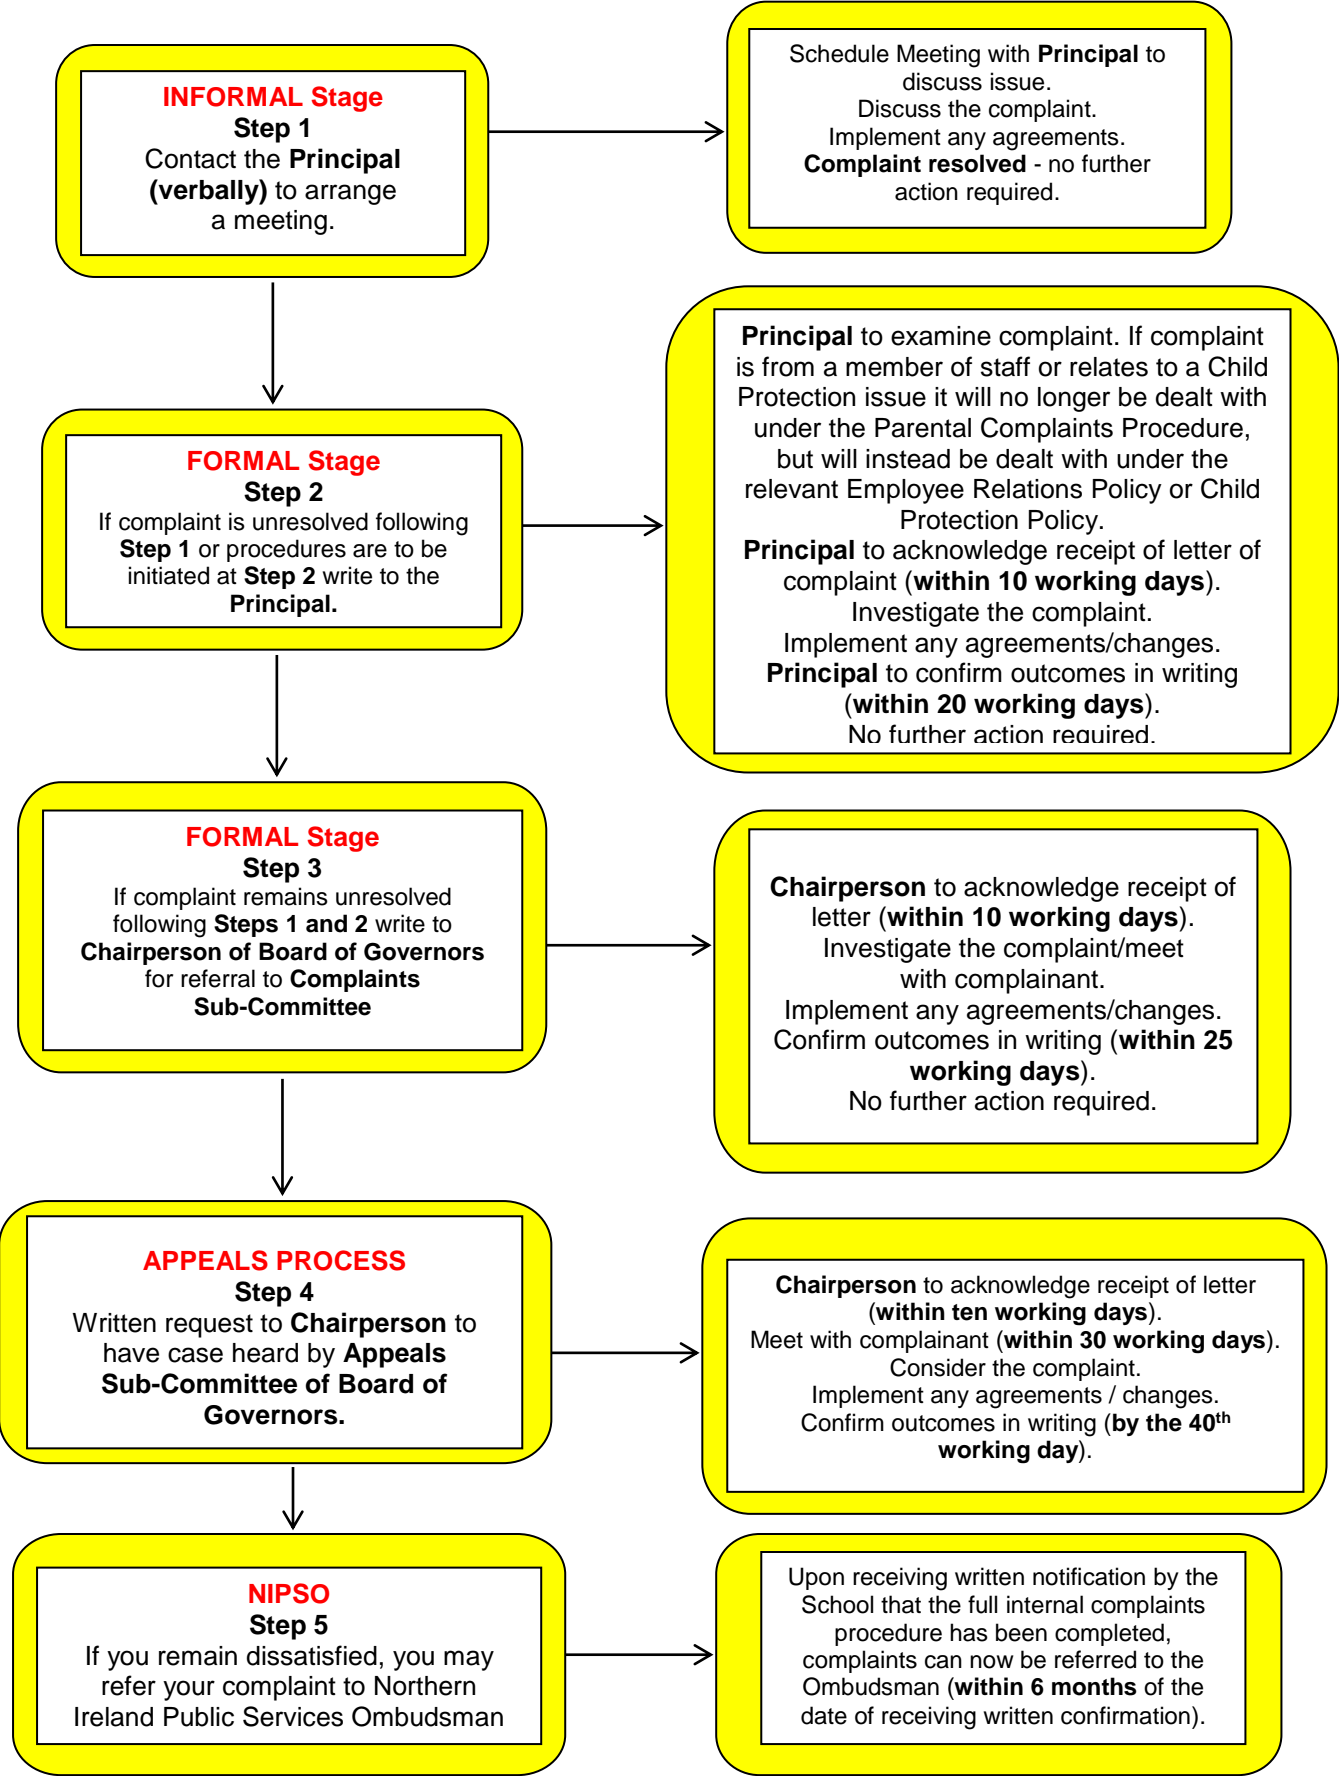 INFORMAL Stage
Step 1
Contact the Principal
(verbally) to arrange
a meeting.
Schedule Meeting with Principal to
discuss issue.
Discuss the complaint.
Implement any agreements.
Complaint resolved - no further
action required.
FORMAL Stage
Step 2
If complaint is unresolved following
Step 1 or procedures are to be
initiated at Step 2 write to the
Principal.
Principal to examine complaint. If complaint
is from a member of staff or relates to a Child
Protection issue it will no longer be dealt with
under the Parental Complaints Procedure,
but will instead be dealt with under the
relevant Employee Relations Policy or Child
Protection Policy.
Principal to acknowledge receipt of letter of
complaint (within 10 working days).
Investigate the complaint.
Implement any agreements/changes.
Principal to confirm outcomes in writing
(within 20 working days).
No further action required.
FORMAL Stage
Step 3
If complaint remains unresolved
following Steps 1 and 2 write to
Chairperson of Board of Governors
for referral to Complaints
Sub-Committee
Chairperson to acknowledge receipt of
letter (within 10 working days).
Investigate the complaint/meet
with complainant.
Implement any agreements/changes.
Confirm outcomes in writing (within 25
working days).
No further action required.
APPEALS PROCESS
Step 4
Written request to Chairperson to
have case heard by Appeals
Sub-Committee of Board of
Governors.
Chairperson to acknowledge receipt of letter
(within ten working days).
Meet with complainant (within 30 working days).
Consider the complaint.
Implement any agreements / changes.
Confirm outcomes in writing (by the 40th
working day).
NIPSO
Step 5
If you remain dissatisfied, you may
refer your complaint to Northern
Ireland Public Services Ombudsman
Upon receiving written notification by the
School that the full internal complaints
procedure has been completed,
complaints can now be referred to the
Ombudsman (within 6 months of the
date of receiving written confirmation).